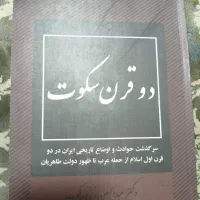 دو قرن سکوت
سرگذشت حوادث و اوضاع تاریخی ایران در دو
قرن اول اسلام از حمله عرب تا ظهور دولت طاهریان